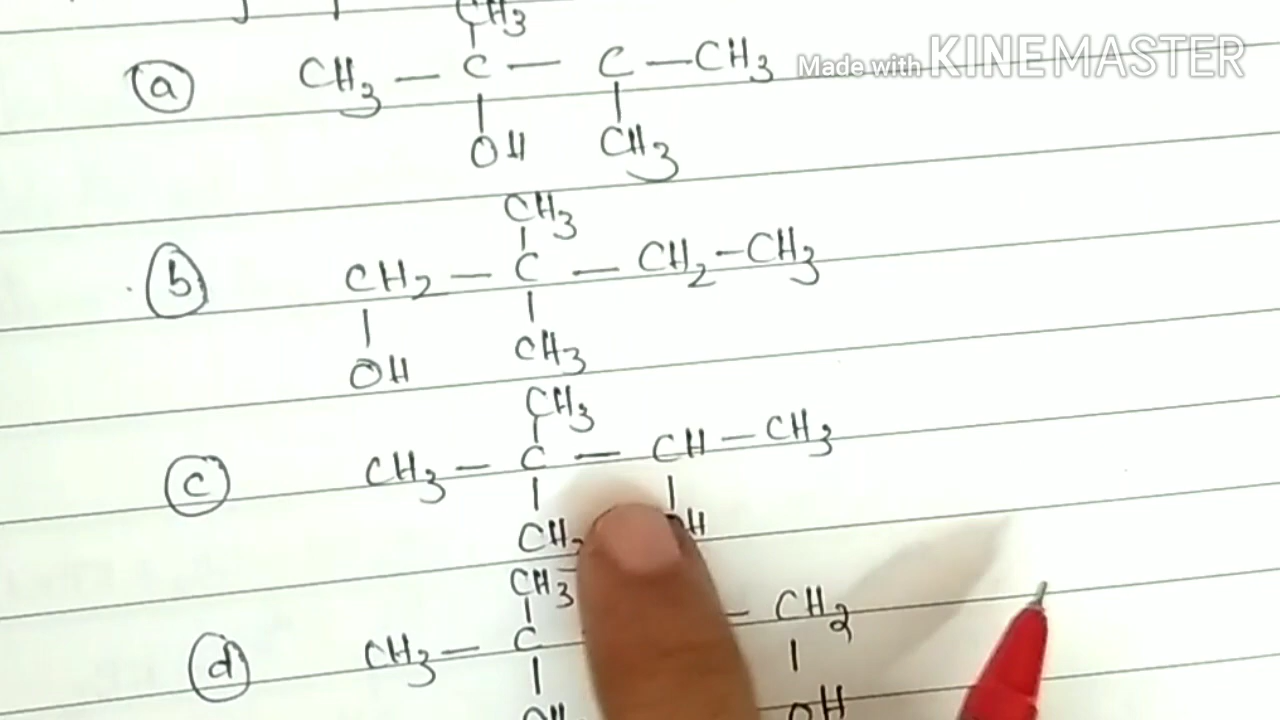 CH3
(a) CH3 — C — C — CH3
OH CH3
CH3
(b) CH2 — C — CH2 — CH3
OH CH3
CH3
(c) CH3 — C — CH — CH3
CH3
(d) CH3 — C — CH2
OH
Made with KINEMASTER